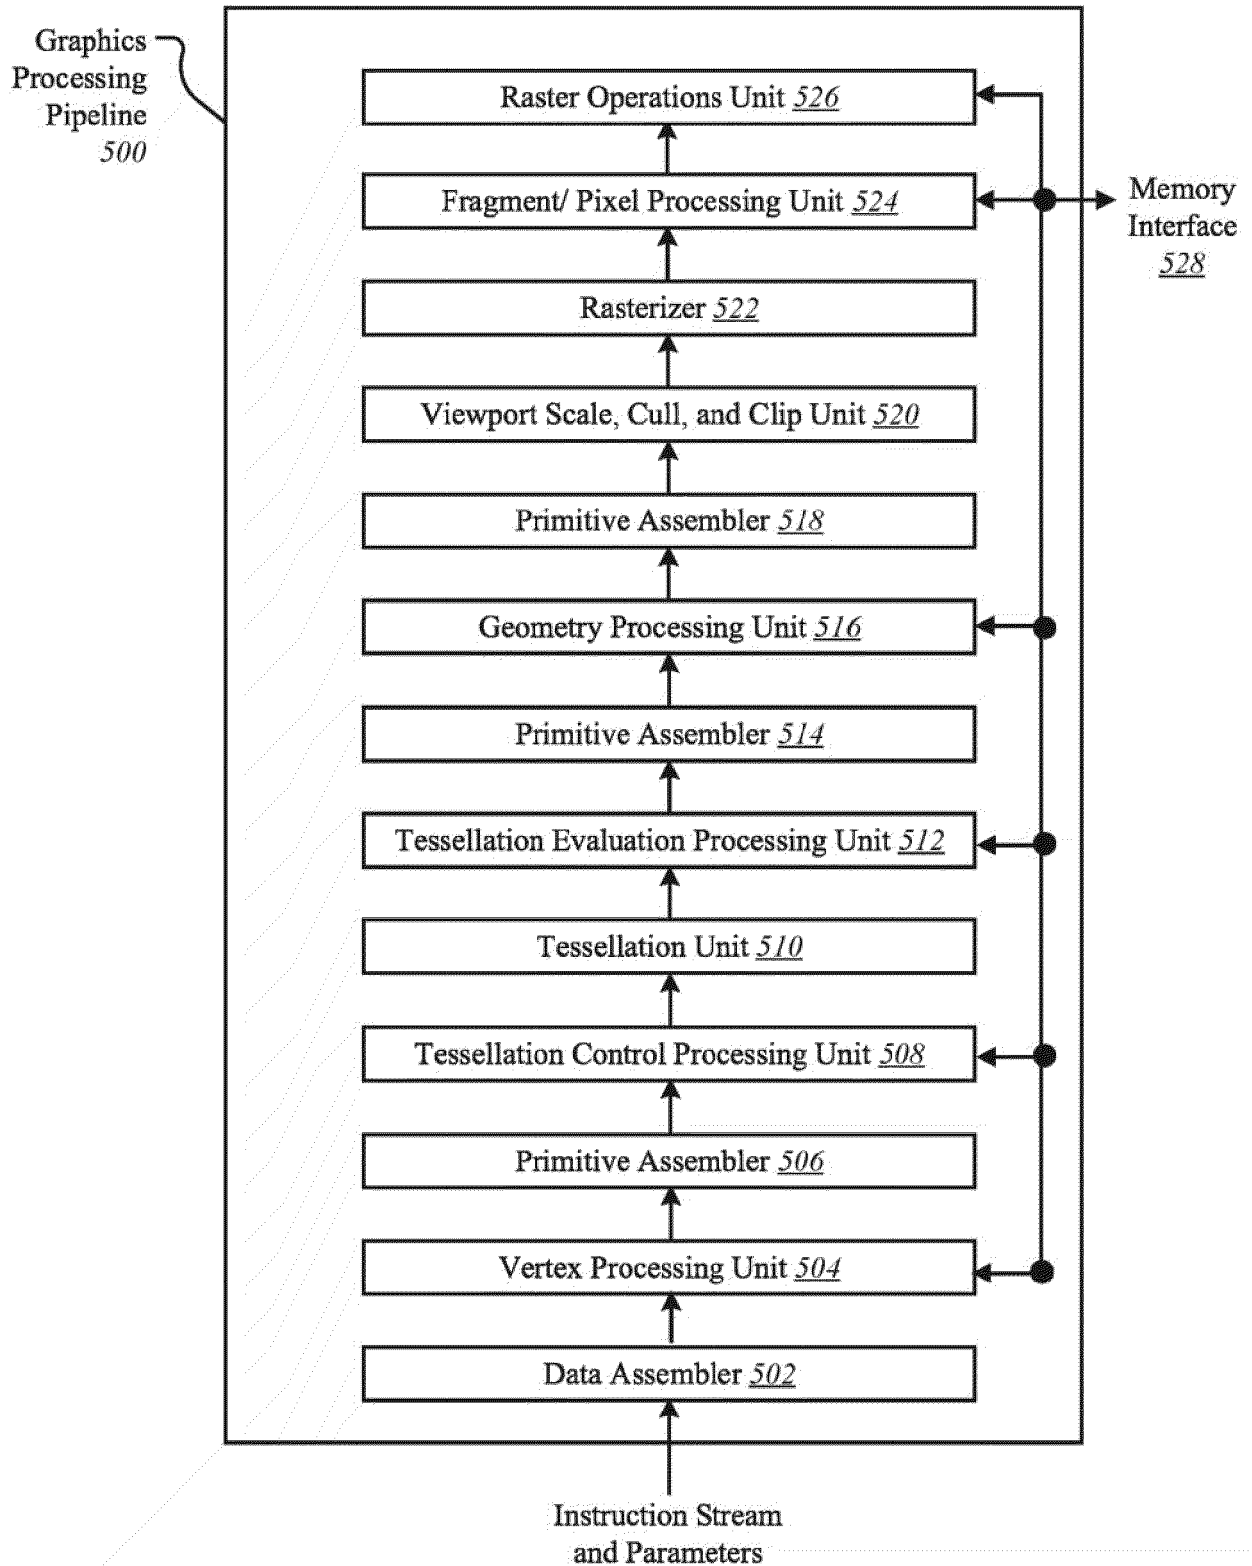 Graphics
Processing
Pipeline
500
Raster Operations Unit 526
Fragment/ Pixel Processing Unit 524
Memory
Interface
528
Rasterizer 522
Viewport Scale, Cull, and Clip Unit 520
Primitive Assembler 518
Geometry Processing Unit 516
Primitive Assembler 514
Tessellation Evaluation Processing Unit 512
Tessellation Unit 510
Tessellation Control Processing Unit 508
Primitive Assembler 506
Vertex Processing Unit 504
Data Assembler 502
Instruction Stream
and Parameters